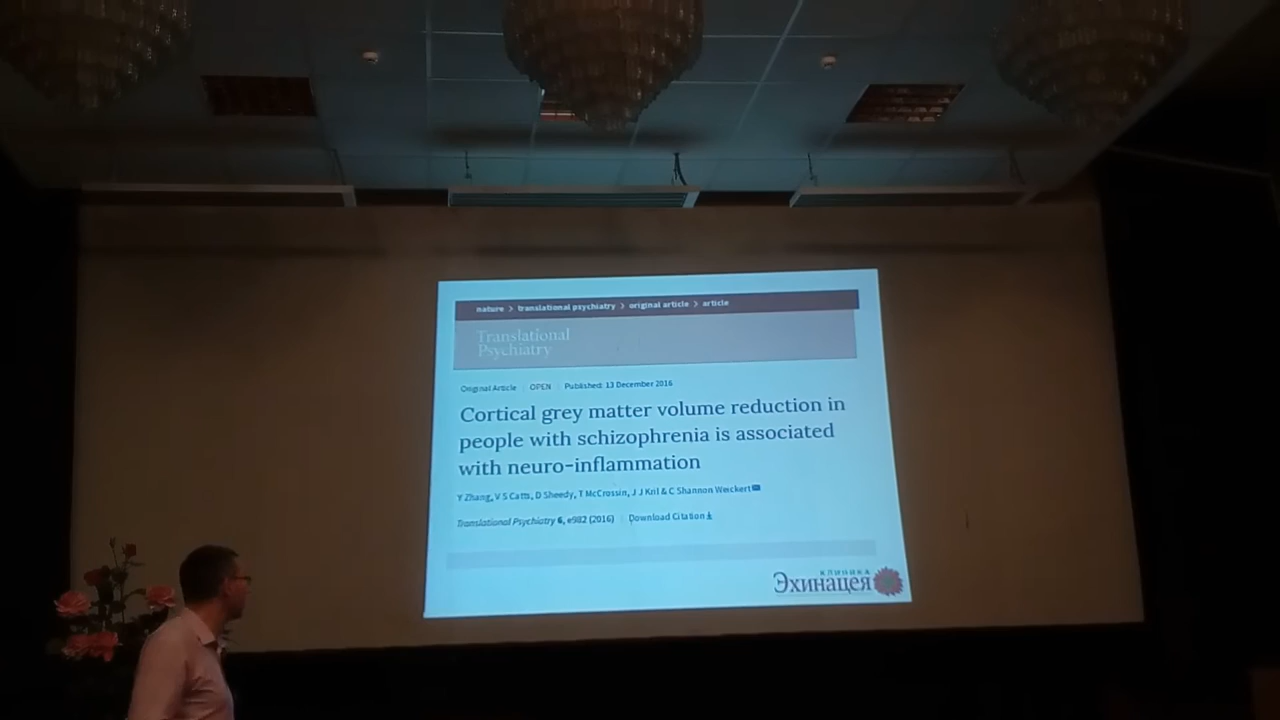 nature > translational psychiatry > original article > article
Translational
Psychiatry
Original Article OPEN Published: 13 December 2016
Cortical grey matter volume reduction in
people with schizophrenia is associated
with neuro-inflammation
Y Zhang, V S Catts, D Sheedy, T McCrossin, J J Kril & C Shannon Weickert
Translational Psychiatry 6, e982 (2016) Download Citation
КЛИНИКА
Эхинацея